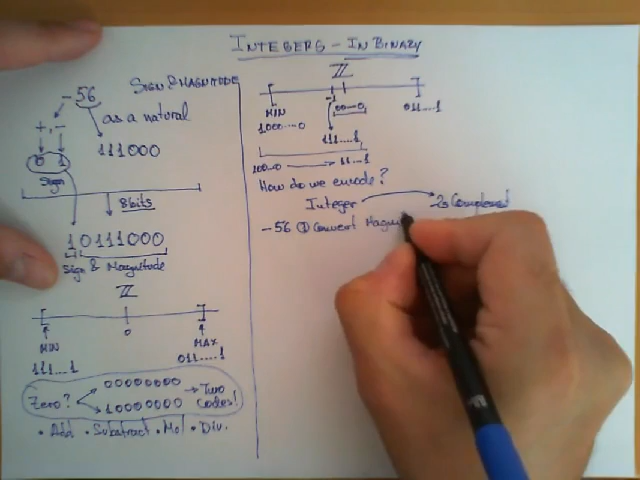 INTEGERS - IN BINARY
SIGN & MAGNITUDE
- 56
as a natural
+, -
111000
0 1
Sign
8bits
10111000
Sign & Magnitude
Z
0
MIN
MAX
111...1
011.....1
Zero?
00000000
10000000
Two
Codes!
• Add • Substract • Mul • Div.
Z
-1
00...0
MIN
1000...0
011...1
111....1
100...0
11...1
How do we encode?
Integer
2s Complement
- 56 ① Convert